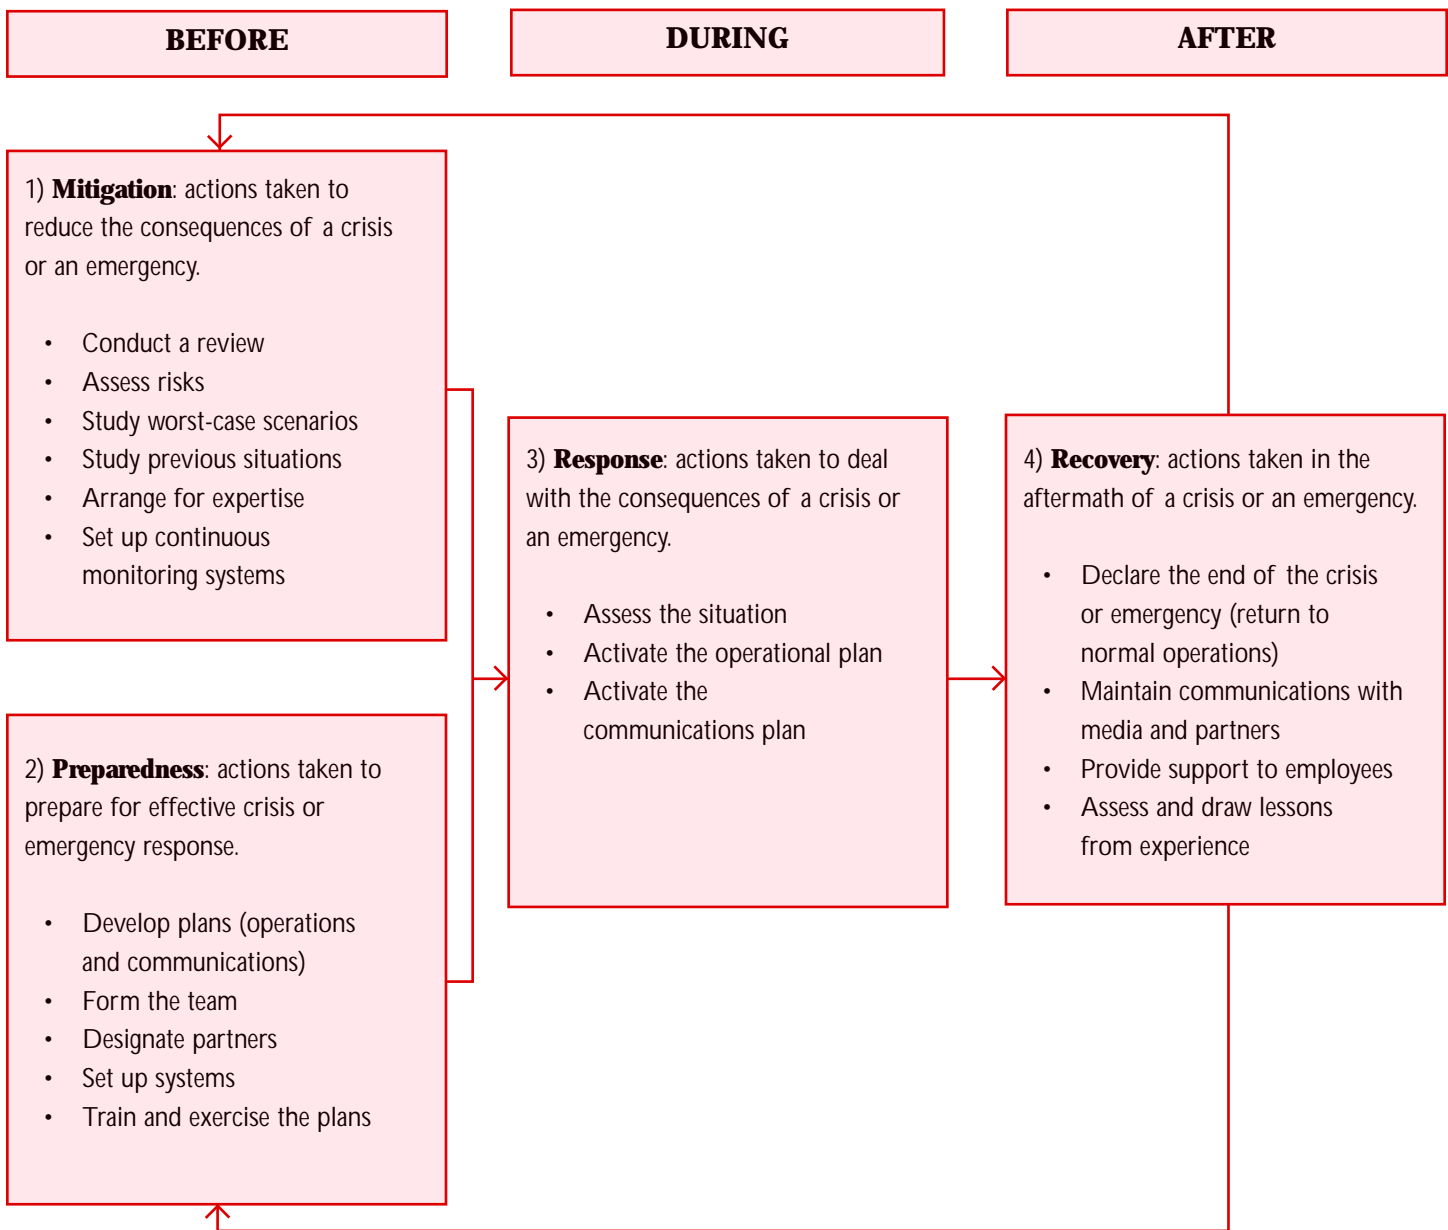 BEFORE
DURING
AFTER
1) Mitigation: actions taken to
reduce the consequences of a crisis
or an emergency.
• Conduct a review
• Assess risks
• Study worst-case scenarios
• Study previous situations
• Arrange for expertise
• Set up continuous
monitoring systems
2) Preparedness: actions taken to
prepare for effective crisis or
emergency response.
• Develop plans (operations
and communications)
• Form the team
• Designate partners
• Set up systems
• Train and exercise the plans
3) Response: actions taken to deal
with the consequences of a crisis or
an emergency.
• Assess the situation
• Activate the operational plan
• Activate the
communications plan
4) Recovery: actions taken in the
aftermath of a crisis or an emergency.
• Declare the end of the crisis
or emergency (return to
normal operations)
• Maintain communications with
media and partners
• Provide support to employees
• Assess and draw lessons
from experience